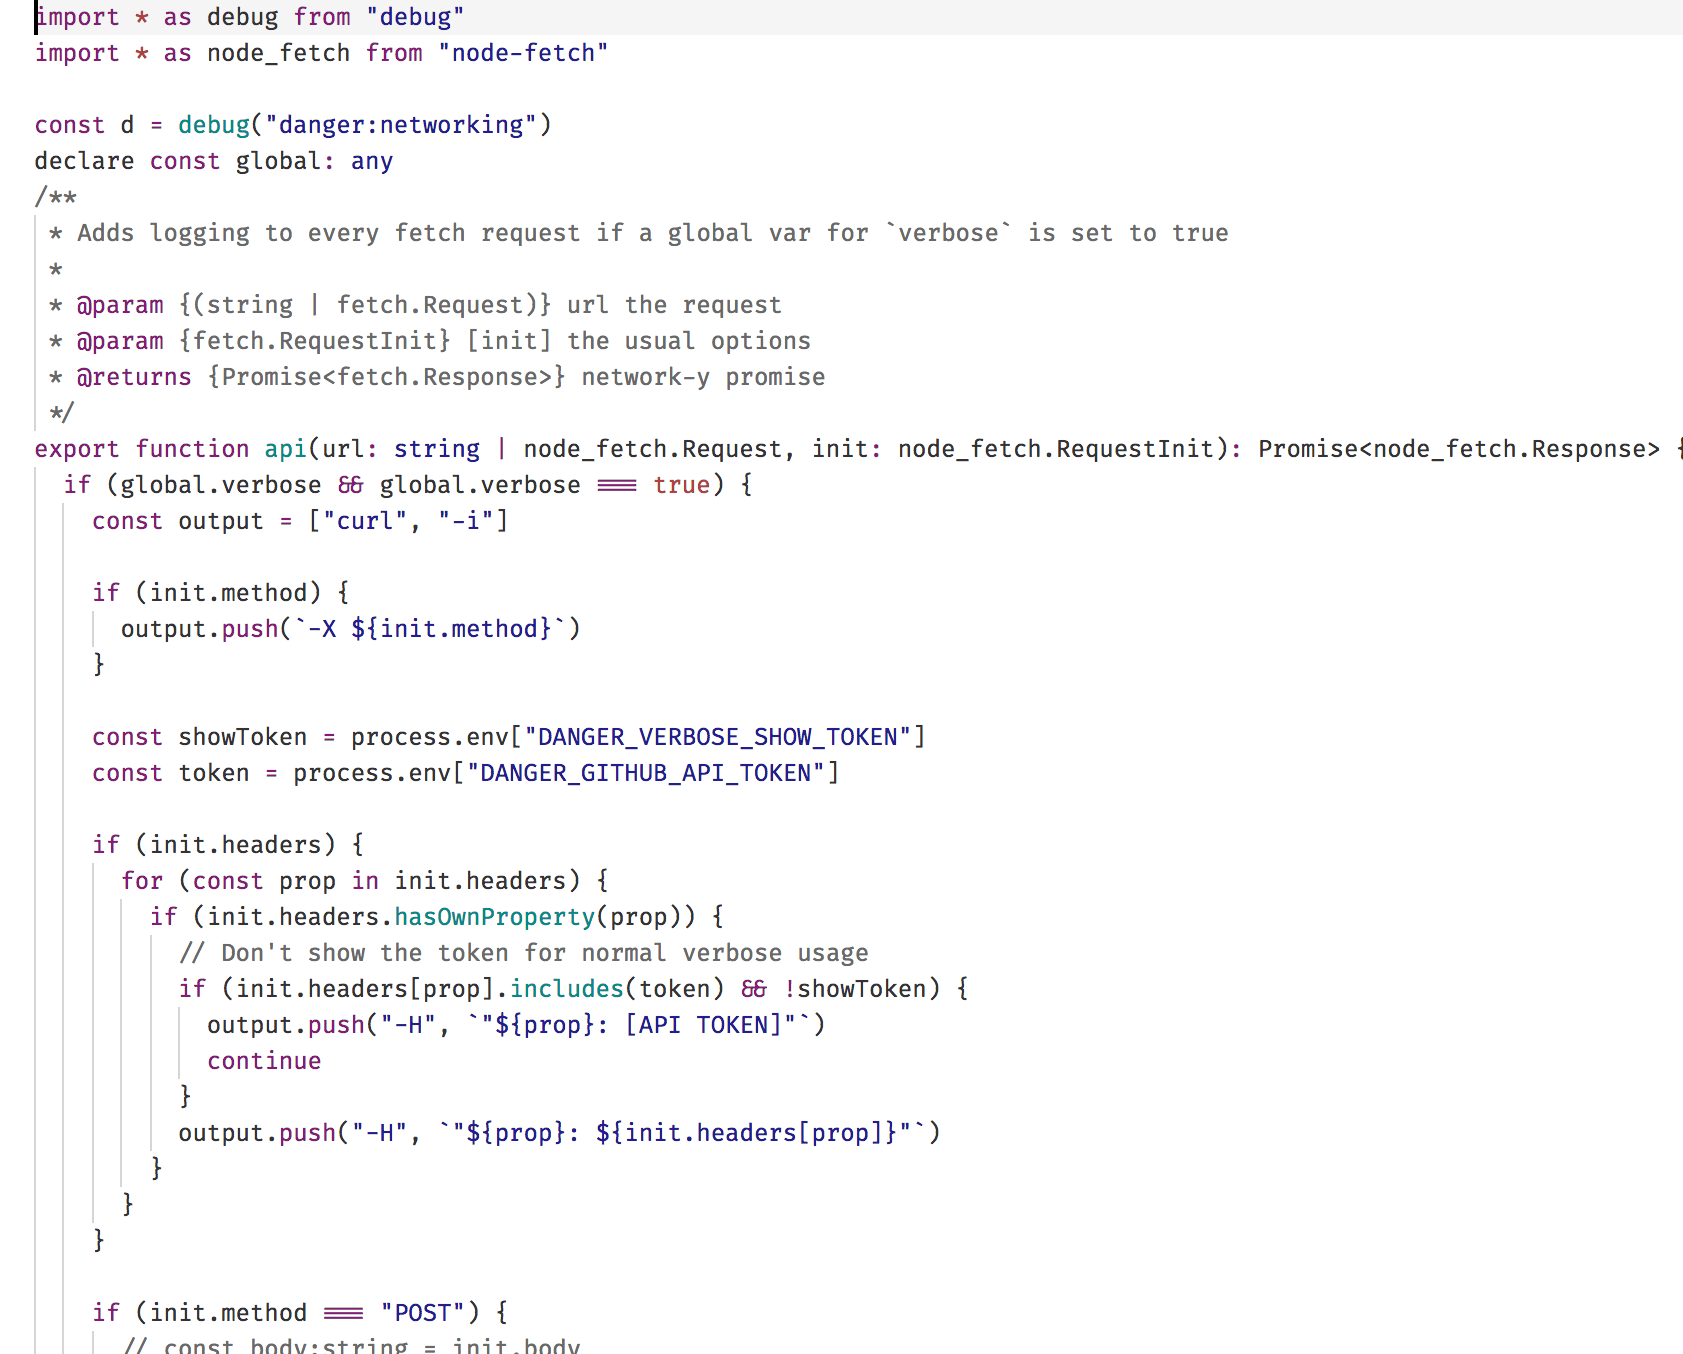 import * as debug from "debug"
import * as node_fetch from "node-fetch"

const d = debug("danger:networking")
declare const global: any
/**
 * Adds logging to every fetch request if a global var for `verbose` is set to true
 *
 * @param {(string | fetch.Request)} url the request
 * @param {fetch.RequestInit} [init] the usual options
 * @returns {Promise<fetch.Response>} network-y promise
 */
export function api(url: string | node_fetch.Request, init: node_fetch.RequestInit): Promise<node_fetch.Response> {
  if (global.verbose && global.verbose === true) {
    const output = ["curl", "-i"]

    if (init.method) {
      output.push(`-X ${init.method}`)
    }

    const showToken = process.env["DANGER_VERBOSE_SHOW_TOKEN"]
    const token = process.env["DANGER_GITHUB_API_TOKEN"]

    if (init.headers) {
      for (const prop in init.headers) {
        if (init.headers.hasOwnProperty(prop)) {
          // Don't show the token for normal verbose usage
          if (init.headers[prop].includes(token) && !showToken) {
            output.push("-H", `"${prop}: [API TOKEN]"`)
            continue
          }
          output.push("-H", `"${prop}: ${init.headers[prop]}"`)
        }
      }
    }

    if (init.method === "POST") {
      // const body:string = init.body